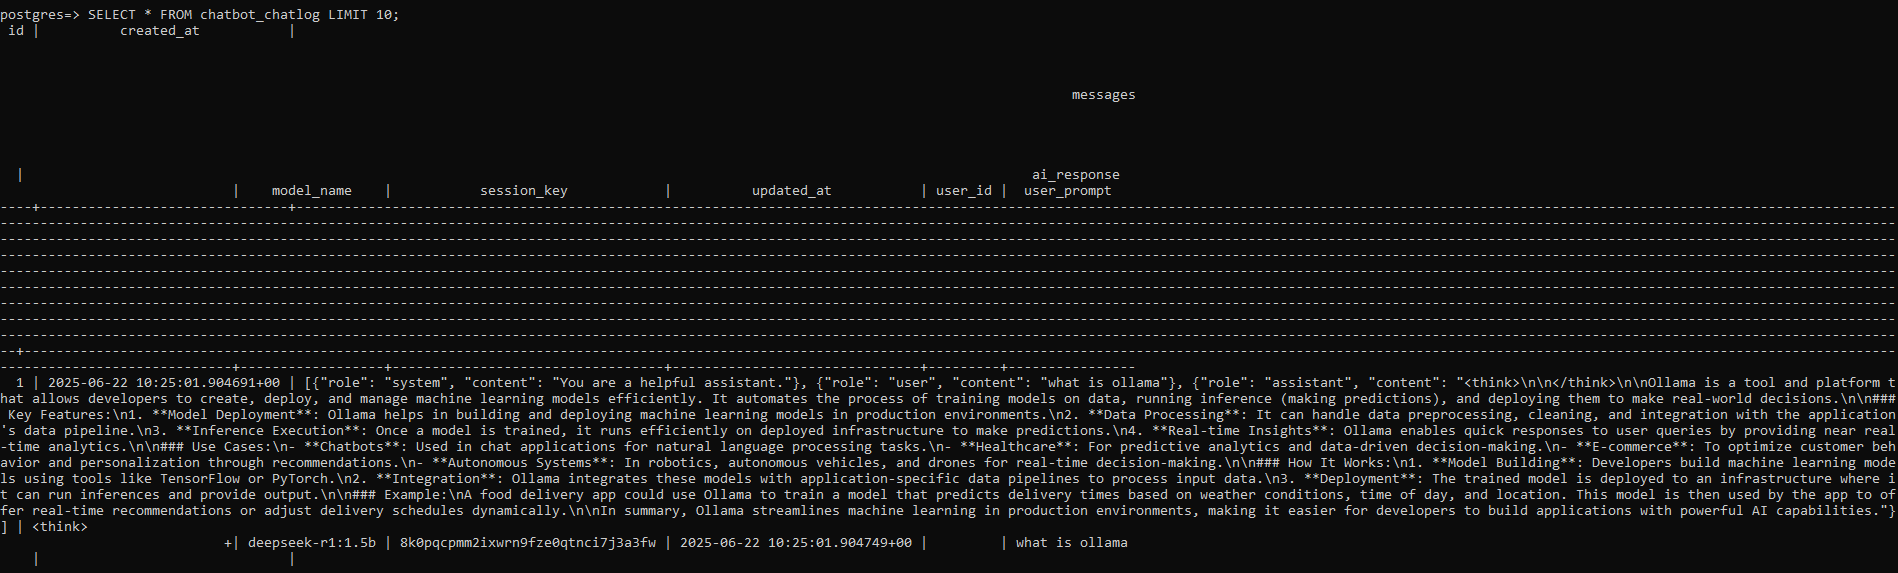 postgres=> SELECT * FROM chatbot_chatlog LIMIT 10;
id | created_at |
messages
| ai_response
| model_name | session_key | updated_at | user_id | user_prompt
----+-------------------------------+----------------------------------------------------------------
--+----------------------------------------------------------------
-----------------------------+------------------+----------------------------------+-------------------------------+---------+----------------
1 | 2025-06-22 10:25:01.904691+00 | [{"role": "system", "content": "You are a helpful assistant."}, {"role": "user", "content": "what is ollama"}, {"role": "assistant", "content": "<think>\n\n</think>\n\nOllama is a tool and platform t
hat allows developers to create, deploy, and manage machine learning models efficiently. It automates the process of training models on data, running inference (making predictions), and deploying them to make real-world decisions.\n\n###
Key Features:\n1. **Model Deployment**: Ollama helps in building and deploying machine learning models in production environments.\n2. **Data Processing**: It can handle data preprocessing, cleaning, and integration with the application
's data pipeline.\n3. **Inference Execution**: Once a model is trained, it runs efficiently on deployed infrastructure to make predictions.\n4. **Real-time Insights**: Ollama enables quick responses to user queries by providing near real
-time analytics.\n\n### Use Cases:\n- **Chatbots**: Used in chat applications for natural language processing tasks.\n- **Healthcare**: For predictive analytics and data-driven decision-making.\n- **E-commerce**: To optimize customer beh
avior and personalization through recommendations.\n- **Autonomous Systems**: In robotics, autonomous vehicles, and drones for real-time decision-making.\n\n### How It Works:\n1. **Model Building**: Developers build machine learning mode
ls using tools like TensorFlow or PyTorch.\n2. **Integration**: Ollama integrates these models with application-specific data pipelines to process input data.\n3. **Deployment**: The trained model is deployed to an infrastructure where i
t can run inferences and provide output.\n\n### Example:\nA food delivery app could use Ollama to train a model that predicts delivery times based on weather conditions, time of day, and location. This model is then used by the app to of
fer real-time recommendations or adjust delivery schedules dynamically.\n\nIn summary, Ollama streamlines machine learning in production environments, making it easier for developers to build applications with powerful AI capabilities."}
] | <think>
+| deepseek-r1:1.5b | 8k0pqcpmm2ixwrn9fze0qtnci7j3a3fw | 2025-06-22 10:25:01.904749+00 | | what is ollama
| |